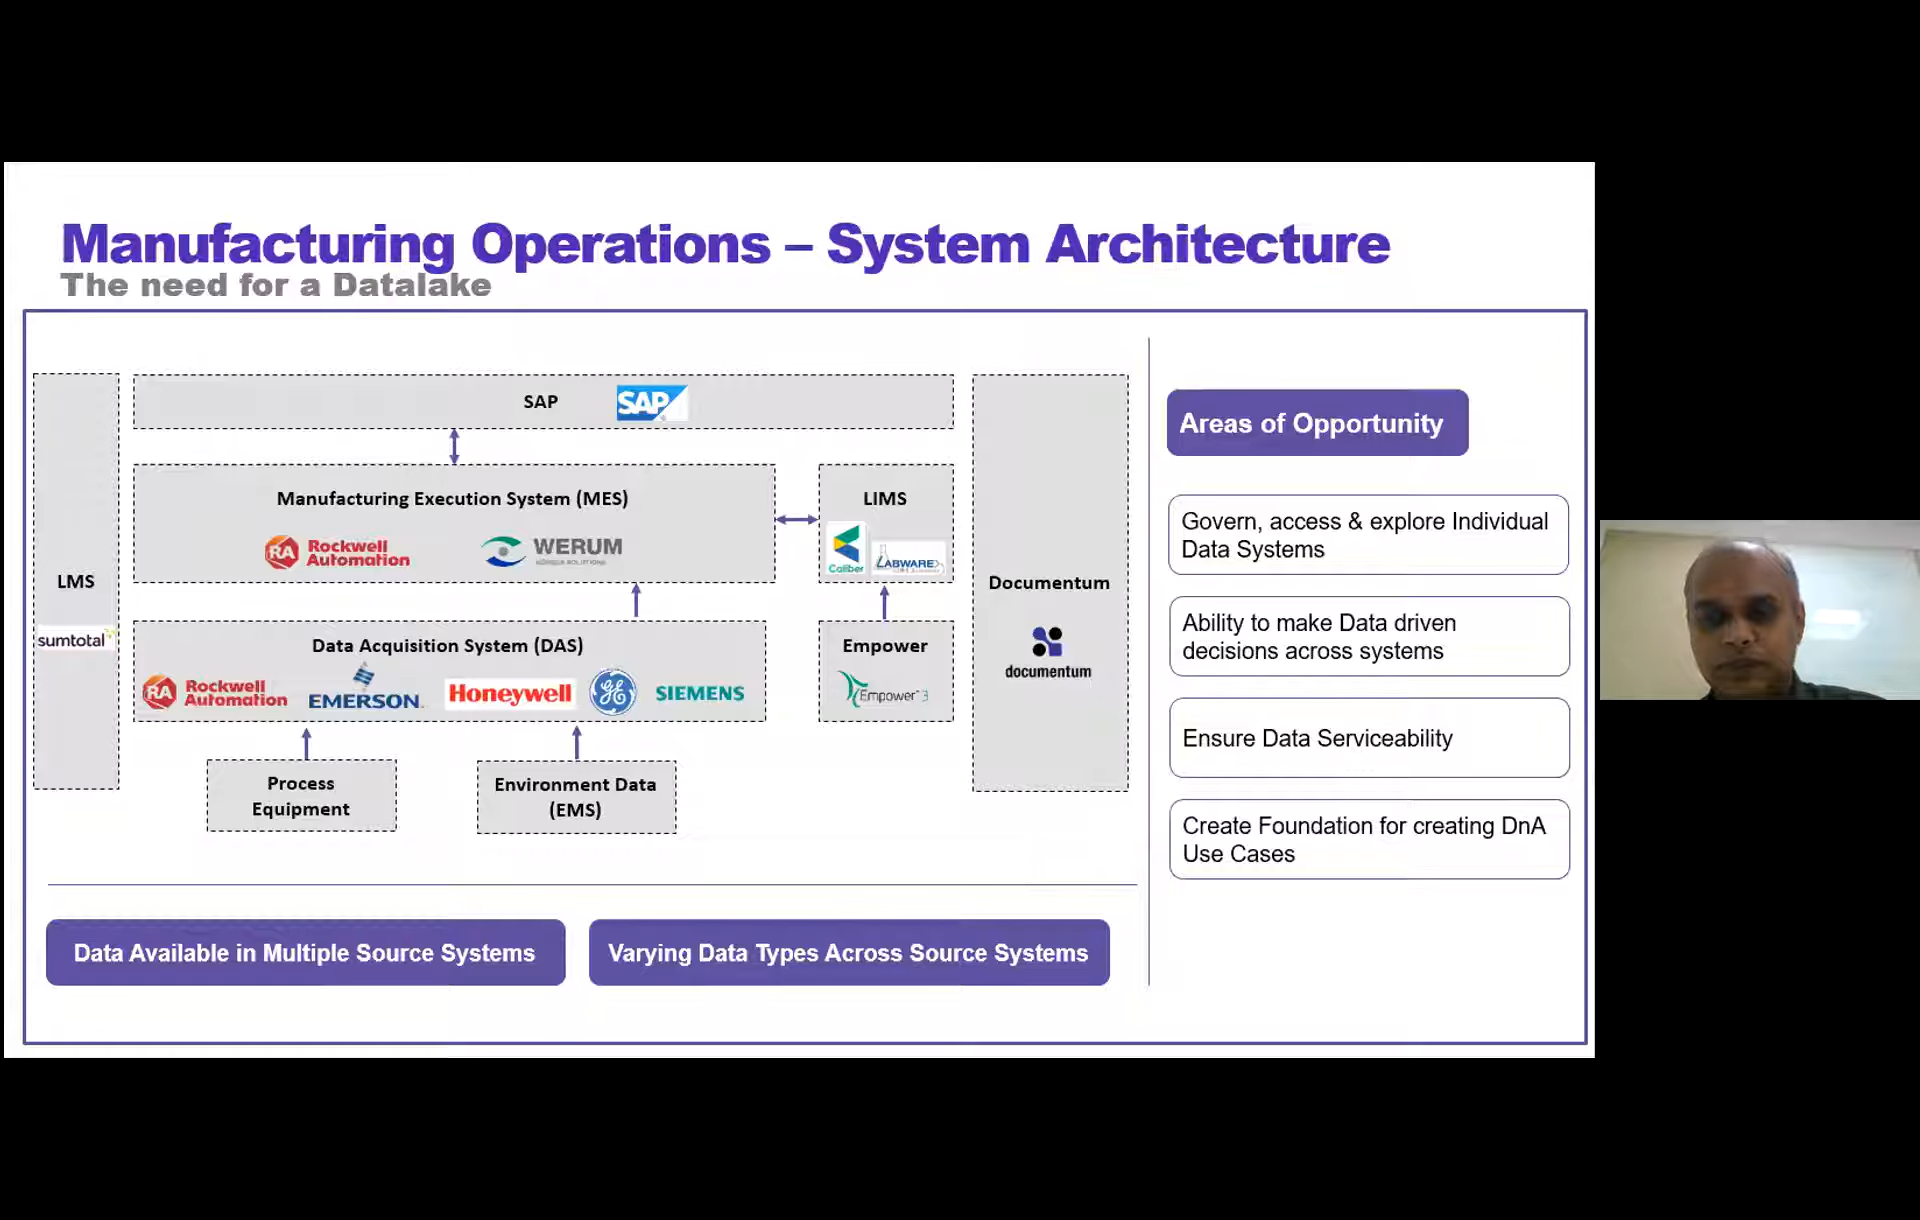 Manufacturing Operations – System Architecture
The need for a Datalake
LMS
sumtotal
SAP
SAP
Manufacturing Execution System (MES)
RA Rockwell
Automation
WERUM
LIMS
Caliber
LABWARE
Data Acquisition System (DAS)
RA Rockwell
Automation
EMERSON
Honeywell
GE
SIEMENS
Empower
Empower 3
Process
Equipment
Environment Data
(EMS)
Documentum
documentum
Data Available in Multiple Source Systems
Varying Data Types Across Source Systems
Areas of Opportunity
Govern, access & explore Individual
Data Systems
Ability to make Data driven
decisions across systems
Ensure Data Serviceability
Create Foundation for creating DnA
Use Cases